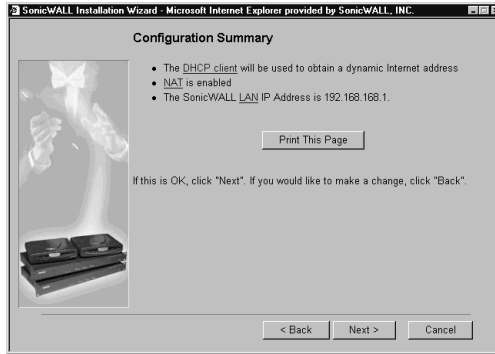 SonicWALL Installation Wizard - Microsoft Internet Explorer provided by SonicWALL, INC.
Configuration Summary
• The DHCP client will be used to obtain a dynamic Internet address
• NAT is enabled
• The SonicWALL LAN IP Address is 192.168.168.1.
Print This Page
If this is OK, click "Next". If you would like to make a change, click "Back".
< Back Next > Cancel